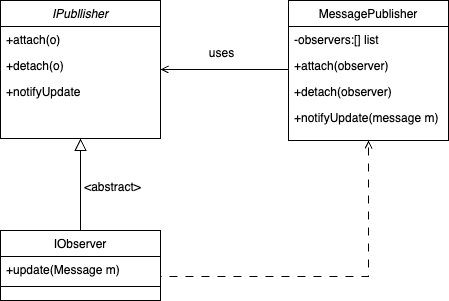 IPubllisher
+attach(o)
+detach(o)
+notifyUpdate
MessagePublisher
-observers:[] list
+attach(observer)
+detach(observer)
+notifyUpdate(message m)
uses
<abstract>
IObserver
+update(Message m)